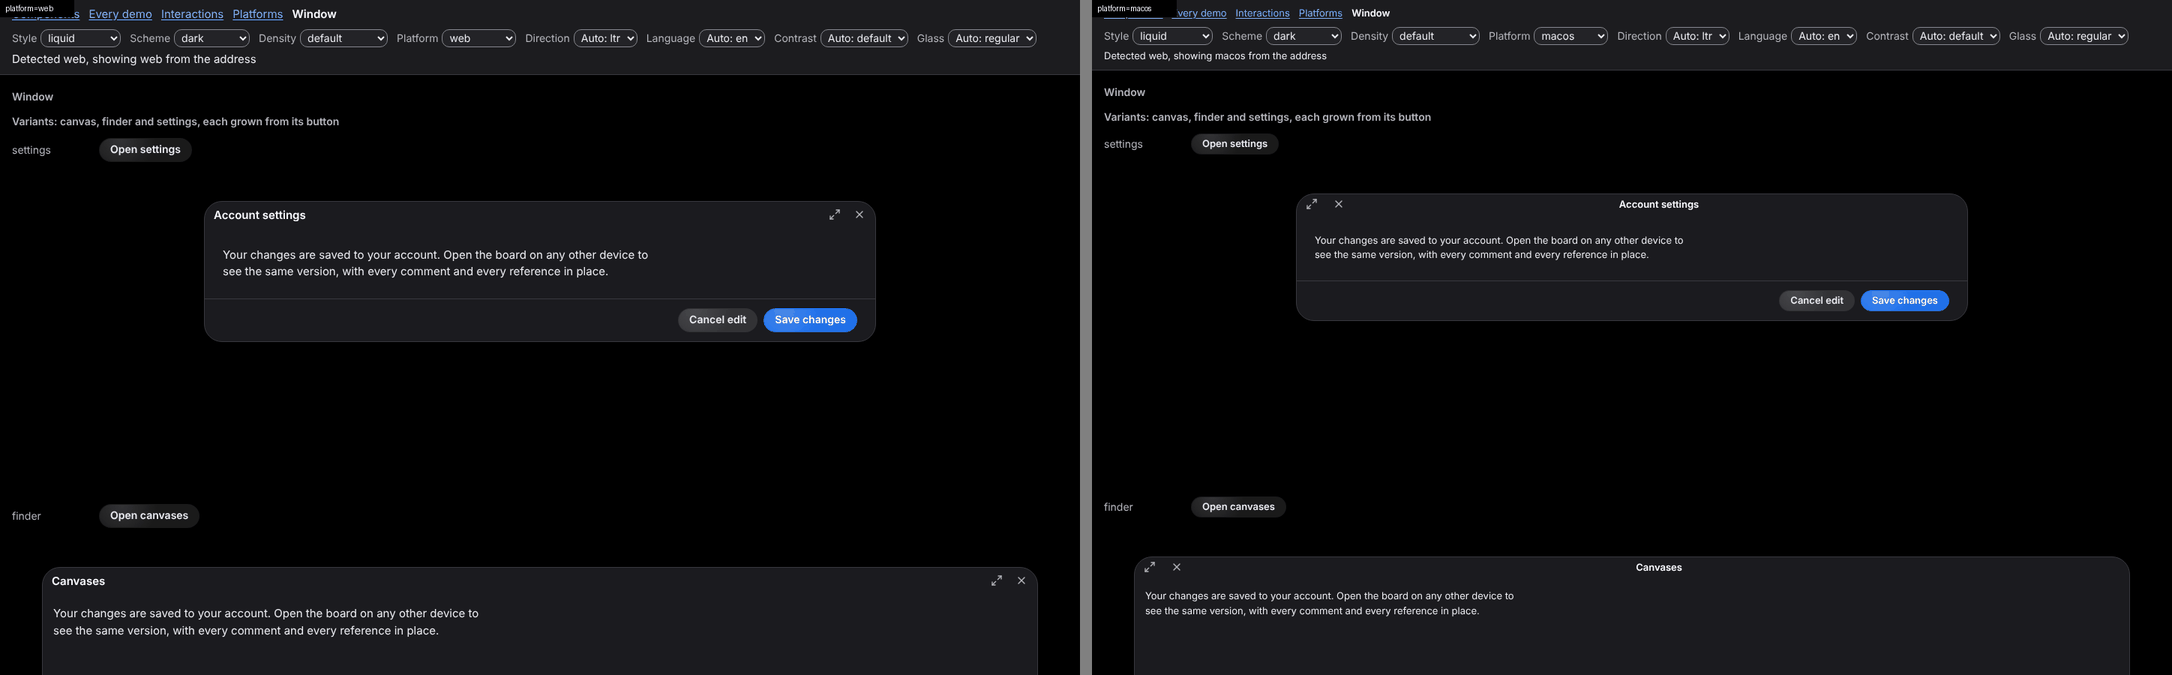 platform=web
Every demo Interactions Platforms Window
Style liquid Scheme dark Density default Platform web Direction Auto: ltr Language Auto: en Contrast Auto: default Glass Auto: regular
Detected web, showing web from the address
Window
Variants: canvas, finder and settings, each grown from its button
settings Open settings
Account settings
Your changes are saved to your account. Open the board on any other device to
see the same version, with every comment and every reference in place.
Cancel edit Save changes
finder Open canvases
Canvases
Your changes are saved to your account. Open the board on any other device to
see the same version, with every comment and every reference in place.
platform=macos
demo Interactions Platforms Window
Style liquid Scheme dark Density default Platform macos Direction Auto: ltr Language Auto: en Contrast Auto: default Glass Auto: regular
Detected web, showing macos from the address
Window
Variants: canvas, finder and settings, each grown from its button
settings Open settings
Account settings
Your changes are saved to your account. Open the board on any other device to
see the same version, with every comment and every reference in place.
Cancel edit Save changes
finder Open canvases
Canvases
Your changes are saved to your account. Open the board on any other device to
see the same version, with every comment and every reference in place.